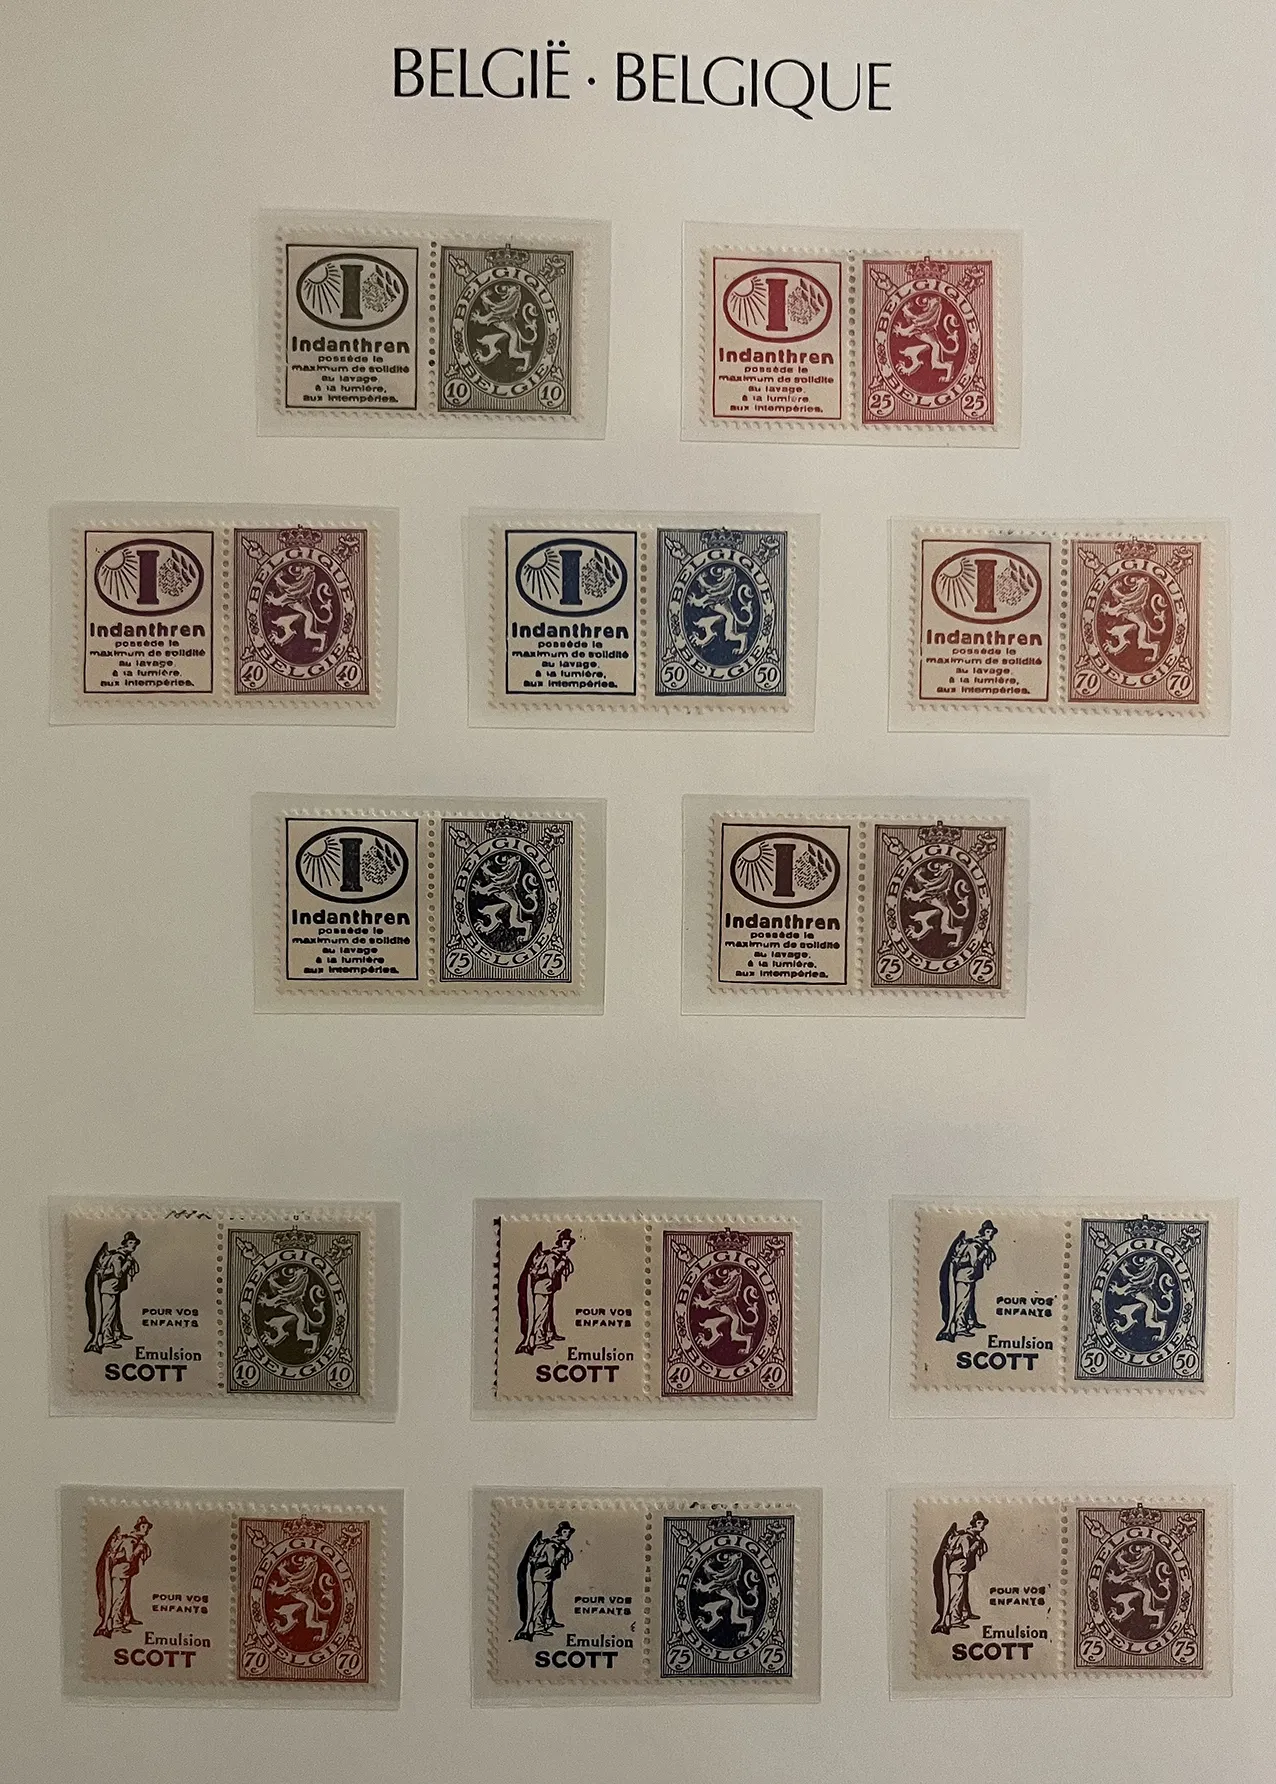 BELGIË · BELGIQUE
I
Indanthren
possède le
maximum de solidité
au lavage,
à la lumière,
aux intempéries.
BELGIQUE
BELGIE
10 c 10 c
I
Indanthren
possède le
maximum de solidité
au lavage,
à la lumière,
aux intempéries.
BELGIQUE
BELGIE
25 c 25 c
I
Indanthren
possède le
maximum de solidité
au lavage,
à la lumière,
aux intempéries.
BELGIQUE
BELGIE
40 c 40 c
I
Indanthren
possède le
maximum de solidité
au lavage,
à la lumière,
aux intempéries.
BELGIQUE
BELGIE
50 c 50 c
I
Indanthren
possède le
maximum de solidité
au lavage,
à la lumière,
aux intempéries.
BELGIQUE
BELGIE
70 c 70 c
I
Indanthren
possède le
maximum de solidité
au lavage,
à la lumière,
aux intempéries.
BELGIQUE
BELGIE
75 c 75 c
I
Indanthren
possède le
maximum de solidité
au lavage,
à la lumière,
aux intempéries.
BELGIQUE
BELGIE
75 c 75 c
POUR VOS
ENFANTS
Emulsion
SCOTT
BELGIQUE
BELGIE
10 c 10 c
POUR VOS
ENFANTS
Emulsion
SCOTT
BELGIQUE
BELGIE
40 c 40 c
POUR VOS
ENFANTS
Emulsion
SCOTT
BELGIQUE
BELGIE
50 c 50 c
POUR VOS
ENFANTS
Emulsion
SCOTT
BELGIQUE
BELGIE
70 c 70 c
POUR VOS
ENFANTS
Emulsion
SCOTT
BELGIQUE
BELGIE
75 c 75 c
POUR VOS
ENFANTS
Emulsion
SCOTT
BELGIQUE
BELGIE
75 c 75 c